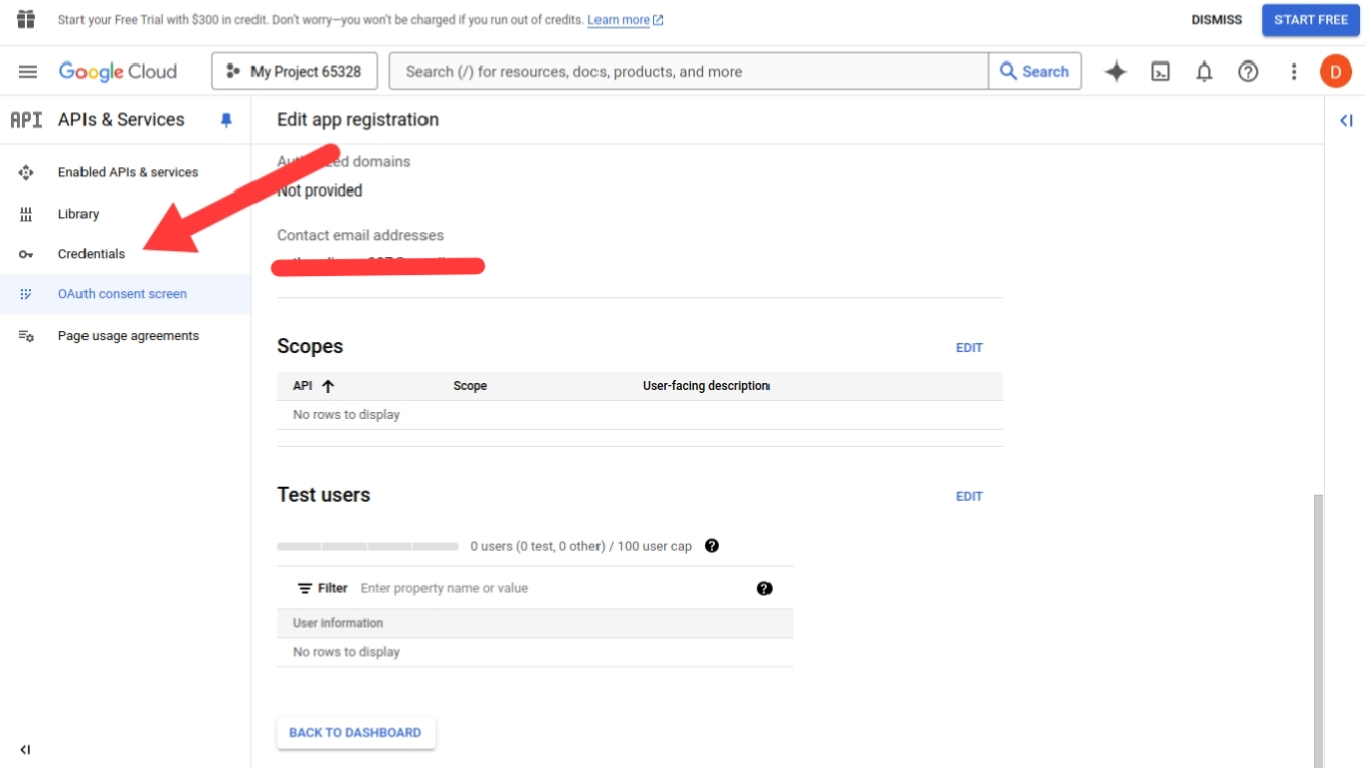 Start your Free Trial with $300 in credit. Don't worry—you won't be charged if you run out of credits. Learn more
DISMISS
START FREE
Google Cloud
My Project 65328
Search (/) for resources, docs, products, and more
Search
D
API APIs & Services
Edit app registration
Enabled APIs & services
Library
Credentials
OAuth consent screen
Page usage agreements
domains
Not provided
Contact email addresses
Scopes
EDIT
API Scope User-facing description
No rows to display
Test users
EDIT
0 users (0 test, 0 other) / 100 user cap
Filter Enter property name or value
User information
No rows to display
BACK TO DASHBOARD